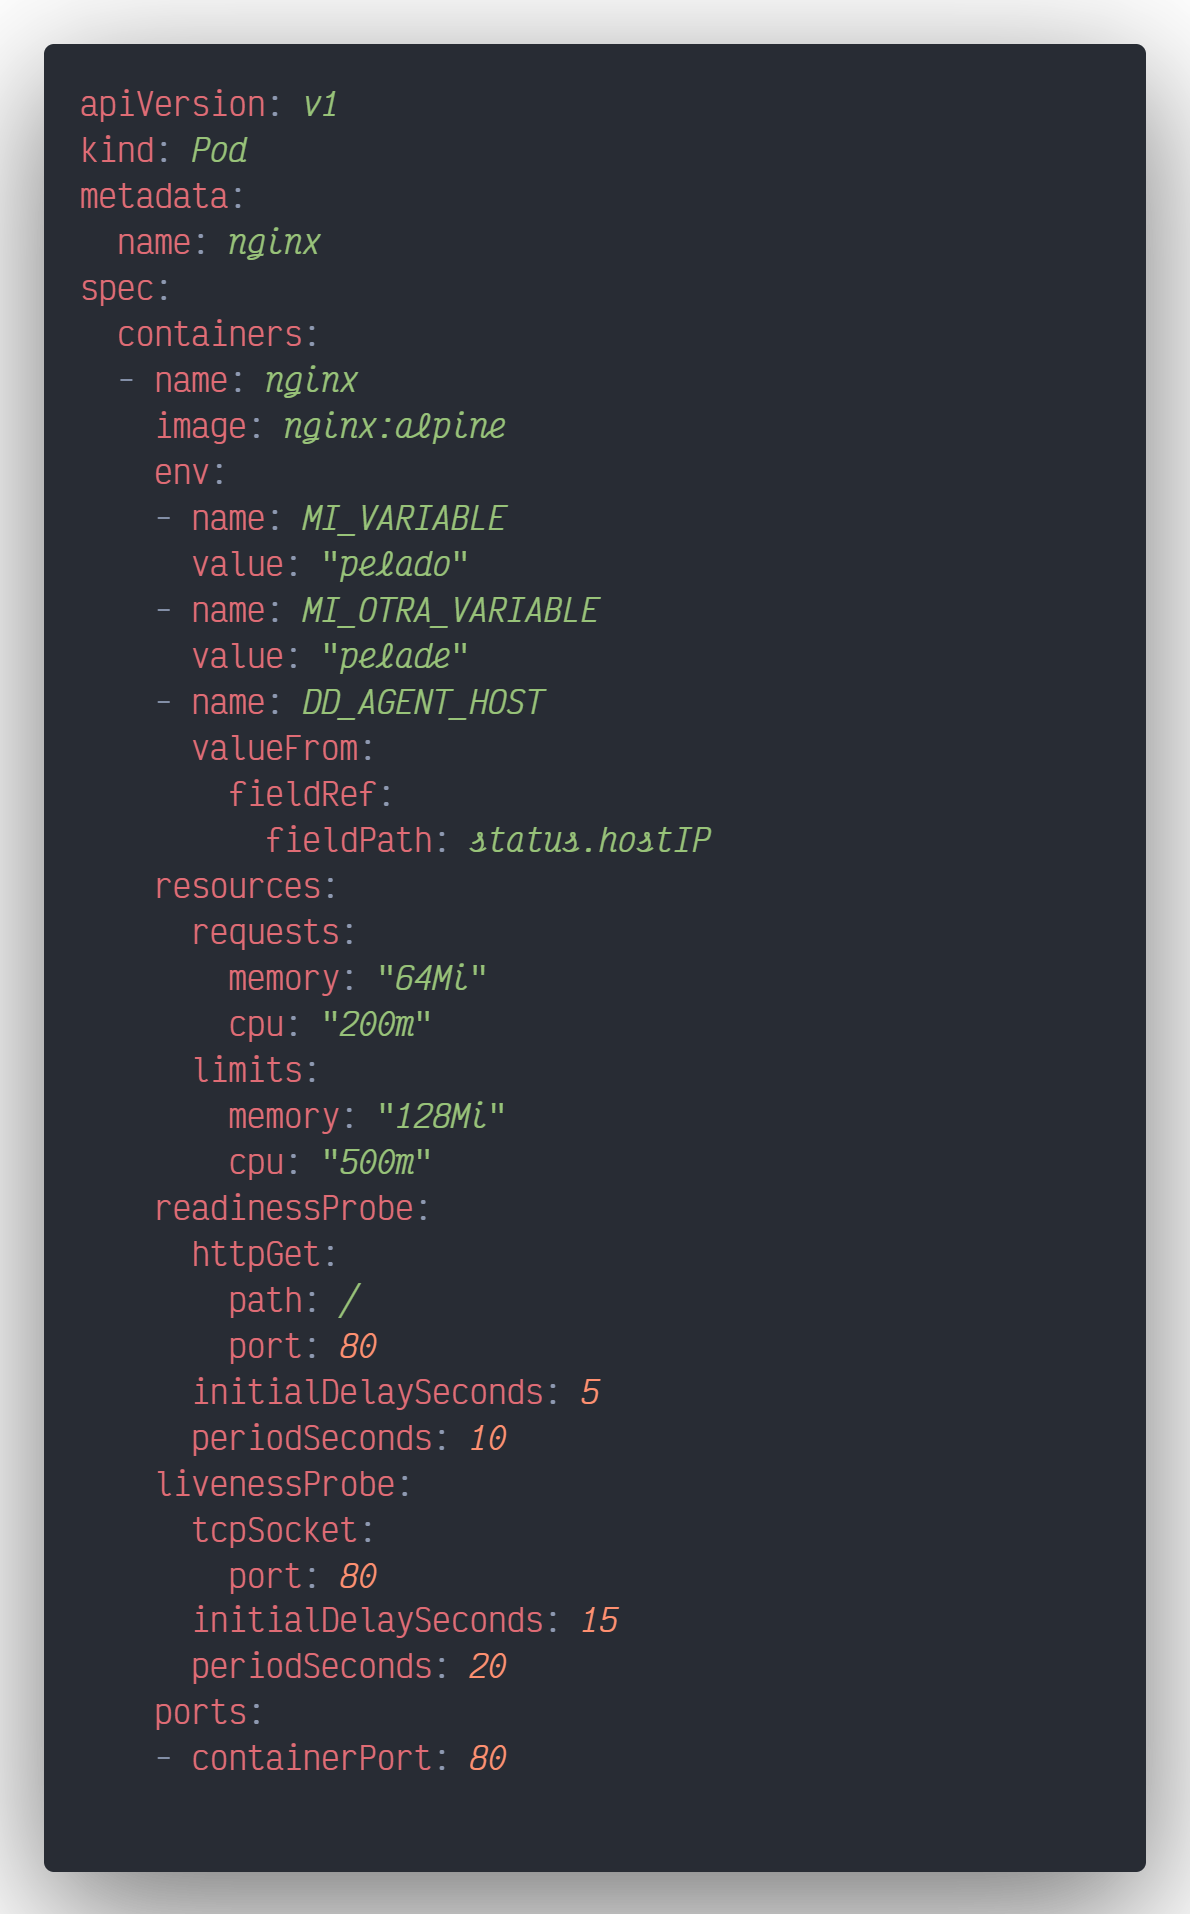 apiVersion: v1
kind: Pod
metadata:
  name: nginx
spec:
  containers:
  - name: nginx
    image: nginx:alpine
    env:
    - name: MI_VARIABLE
      value: "pelado"
    - name: MI_OTRA_VARIABLE
      value: "pelade"
    - name: DD_AGENT_HOST
      valueFrom:
        fieldRef:
          fieldPath: status.hostIP
    resources:
      requests:
        memory: "64Mi"
        cpu: "200m"
      limits:
        memory: "128Mi"
        cpu: "500m"
    readinessProbe:
      httpGet:
        path: /
        port: 80
      initialDelaySeconds: 5
      periodSeconds: 10
    livenessProbe:
      tcpSocket:
        port: 80
      initialDelaySeconds: 15
      periodSeconds: 20
    ports:
    - containerPort: 80